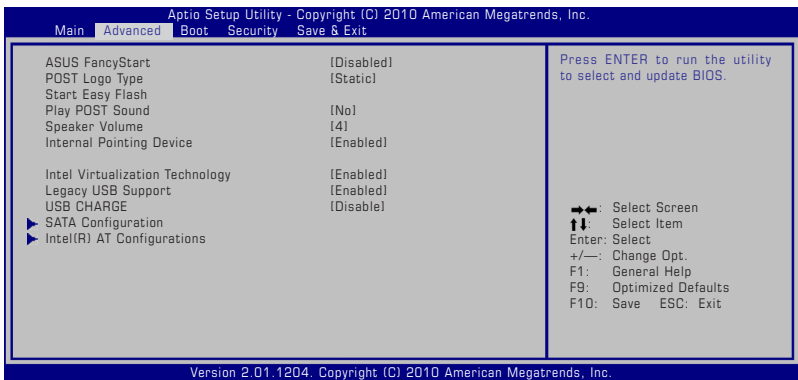 Aptio Setup Utility - Copyright (C) 2010 American Megatrends, Inc.
Main Advanced Boot Security Save & Exit
ASUS FancyStart [Disabled]
POST Logo Type [Static]
Start Easy Flash
Play POST Sound [No]
Speaker Volume [4]
Internal Pointing Device [Enabled]
Intel Virtualization Technology [Enabled]
Legacy USB Support [Enabled]
USB CHARGE [Disable]
SATA Configuration
Intel(R) AT Configurations
Press ENTER to run the utility
to select and update BIOS.
→←: Select Screen
↑↓: Select Item
Enter: Select
+/—: Change Opt.
F1: General Help
F9: Optimized Defaults
F10: Save ESC: Exit
Version 2.01.1204. Copyright (C) 2010 American Megatrends, Inc.